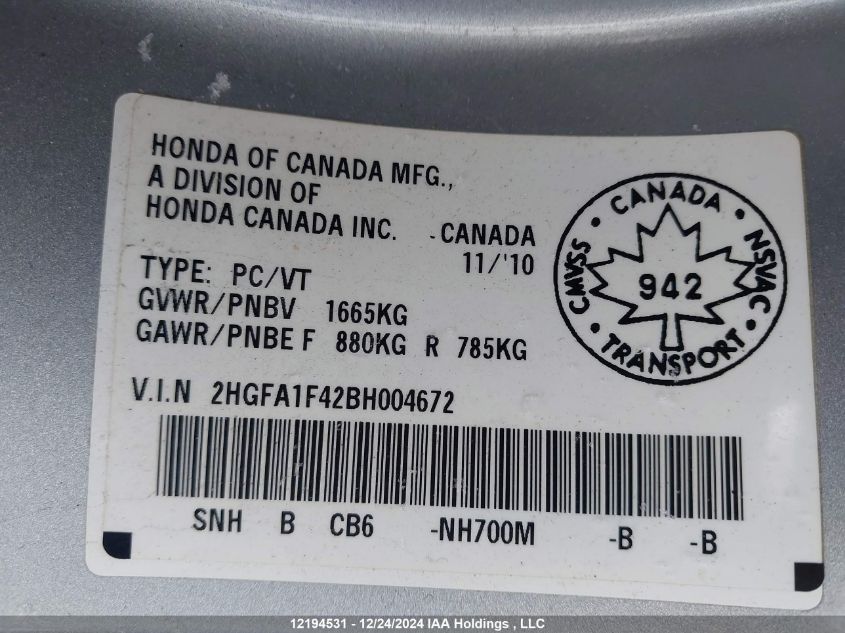 HONDA OF CANADA MFG.,
A DIVISION OF
HONDA CANADA INC. -CANADA
11/'10
TYPE: PC/VT
GVWR/PNBV 1665KG
GAWR/PNBE F 880KG R 785KG
V.I.N 2HGFA1F42BH004672
SNH B CB6 -NH700M -B -B
CMVSS • CANADA • NSVAC • TRANSPORT •
942
12194531 - 12/24/2024 IAA Holdings , LLC